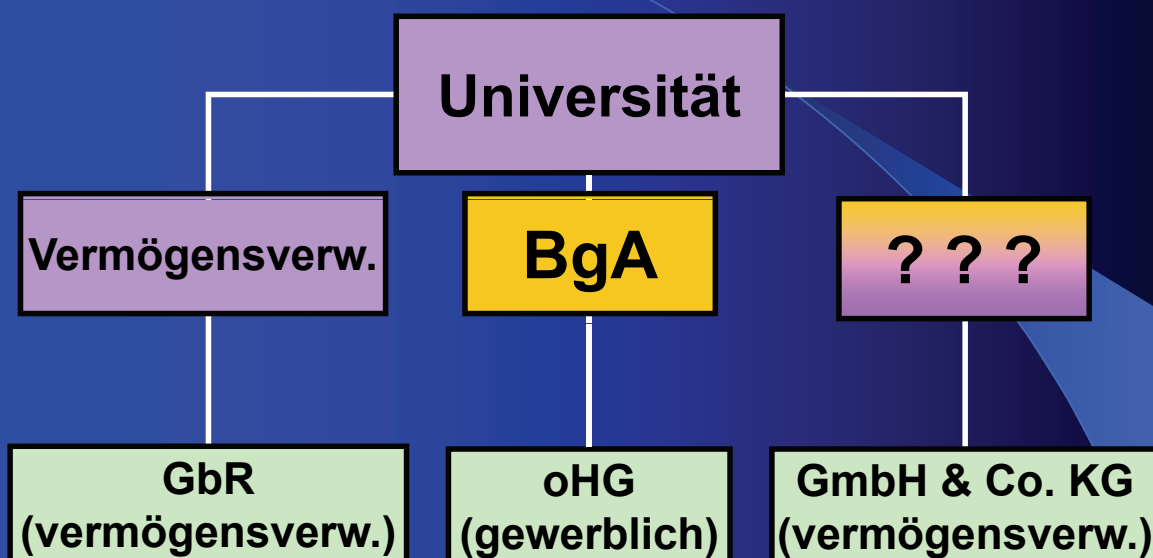 Universität
Vermögensverw.
BgA
? ? ?
GbR
(vermögensverw.)
oHG
(gewerblich)
GmbH & Co. KG
(vermögensverw.)